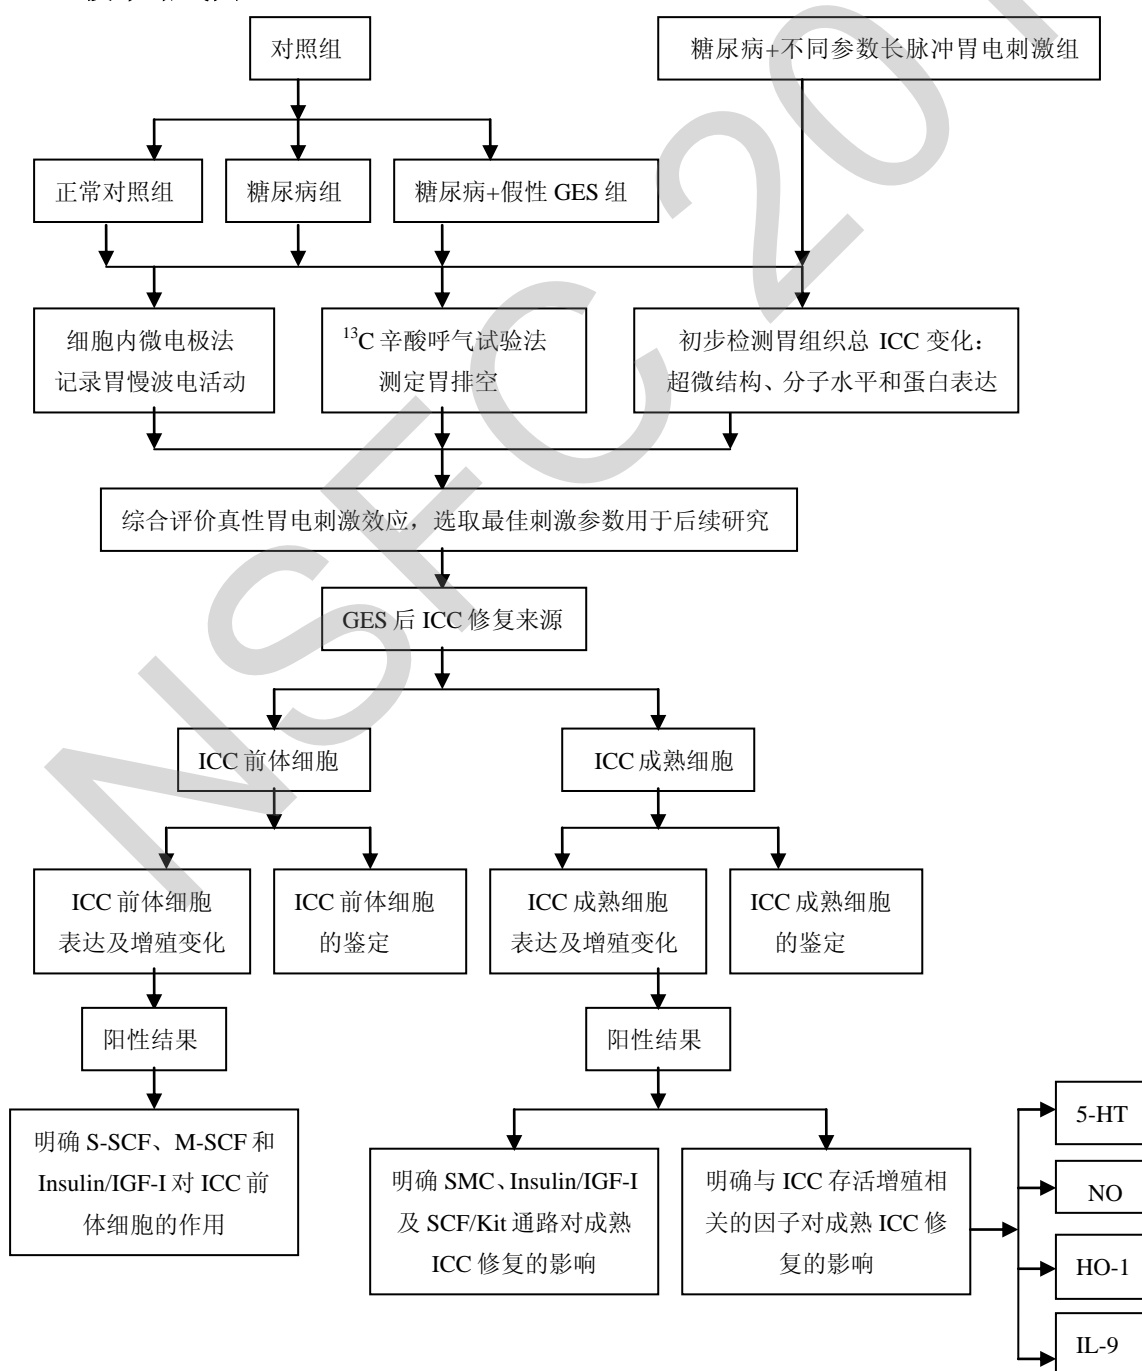 对照组
糖尿病+不同参数长脉冲胃电刺激组
正常对照组
糖尿病组
糖尿病+假性 GES 组
细胞内微电极法
记录胃慢波电活动
13C 辛酸呼气试验法
测定胃排空
初步检测胃组织总 ICC 变化：
超微结构、分子水平和蛋白表达
综合评价真性胃电刺激效应，选取最佳刺激参数用于后续研究
GES 后 ICC 修复来源
ICC 前体细胞
ICC 成熟细胞
ICC 前体细胞
表达及增殖变化
ICC 前体细胞
的鉴定
ICC 成熟细胞
表达及增殖变化
ICC 成熟细胞
的鉴定
阳性结果
阳性结果
明确 S-SCF、M-SCF 和
Insulin/IGF-I 对 ICC 前
体细胞的作用
明确 SMC、Insulin/IGF-I
及 SCF/Kit 通路对成熟
ICC 修复的影响
明确与 ICC 存活增殖相
关的因子对成熟 ICC 修
复的影响
5-HT
NO
HO-1
IL-9
NSFC 201